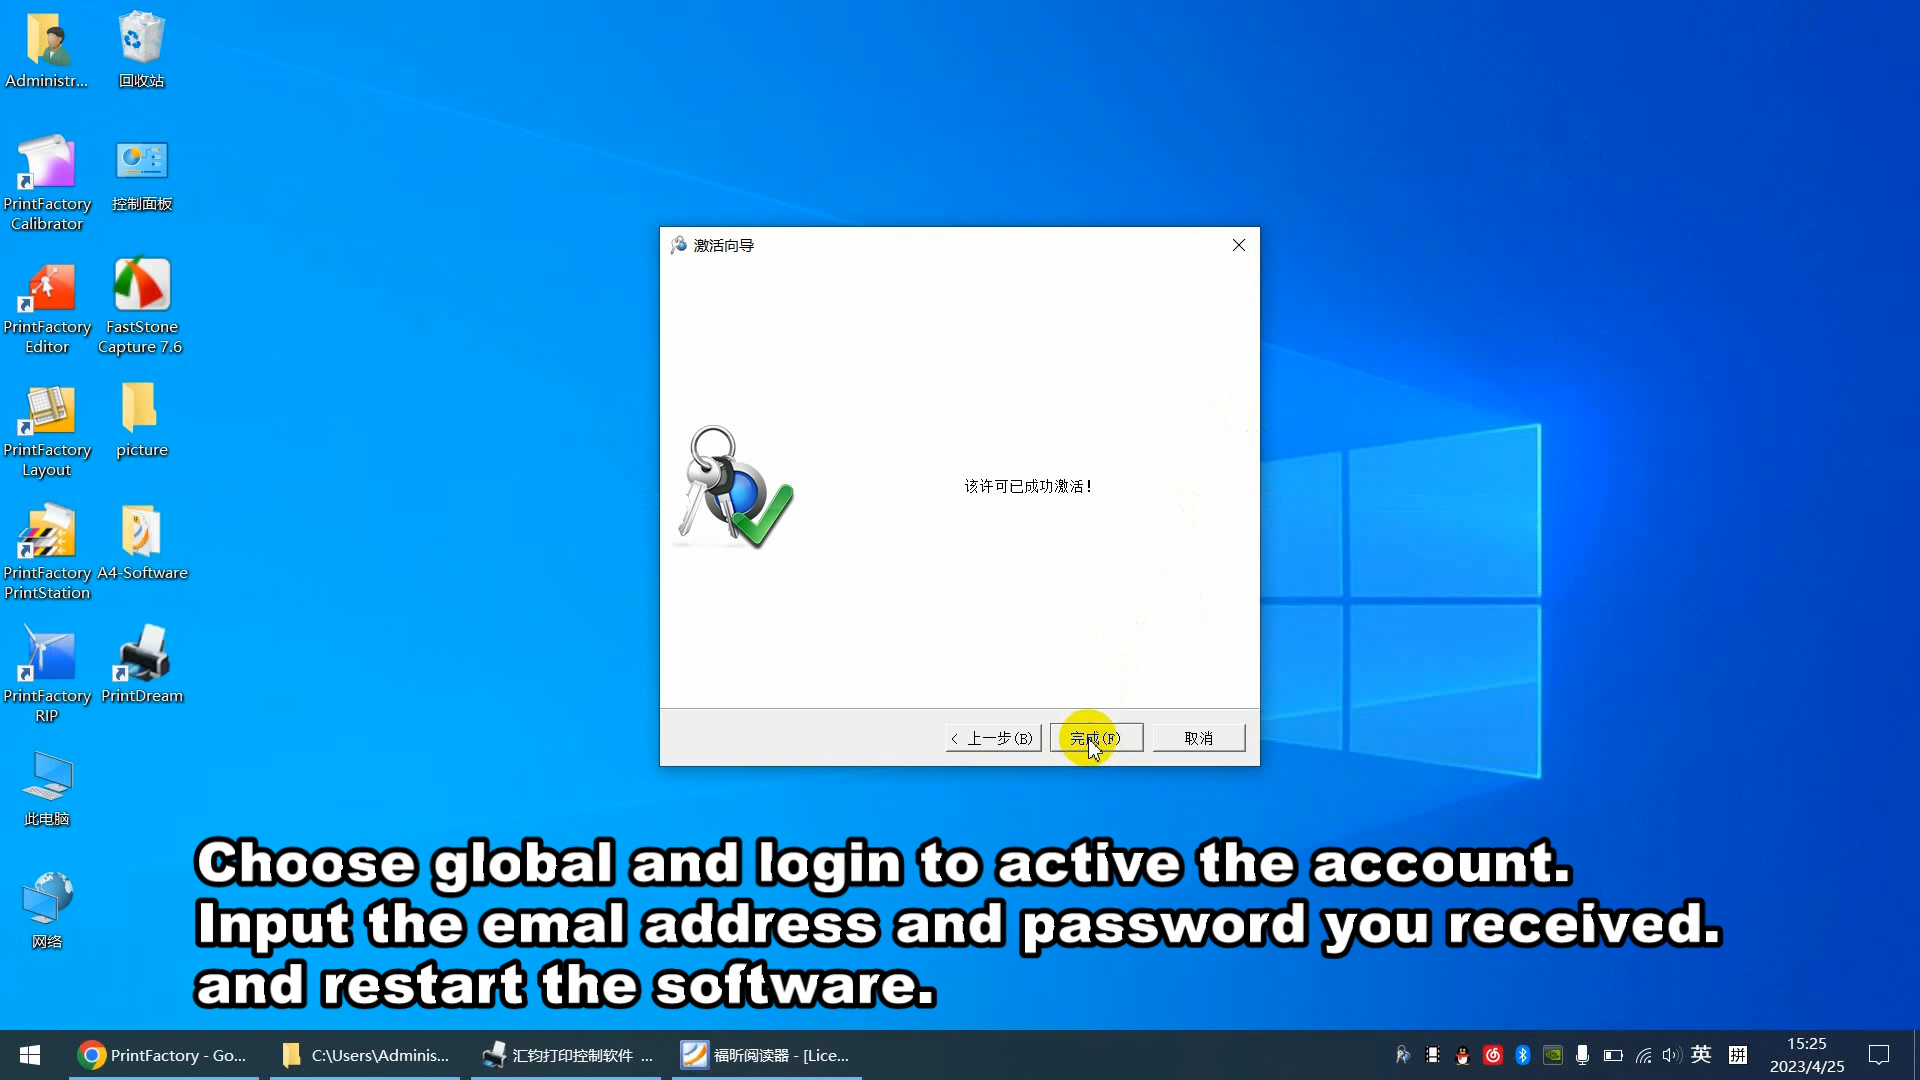 Administr...
回收站
PrintFactory
Calibrator
控制面板
PrintFactory
Editor
FastStone
Capture 7.6
PrintFactory
Layout
picture
PrintFactory
PrintStation
A4-Software
PrintFactory
RIP
PrintDream
此电脑
网络
激活向导
该许可已成功激活!
< 上一步(B)
完成(F)
取消
Choose global and login to active the account.
Input the emal address and password you received.
and restart the software.
PrintFactory - Go...
C:\Users\Adminis...
汇钧打印控制软件 ...
福昕阅读器 - [Lice...
英
拼
15:25
2023/4/25